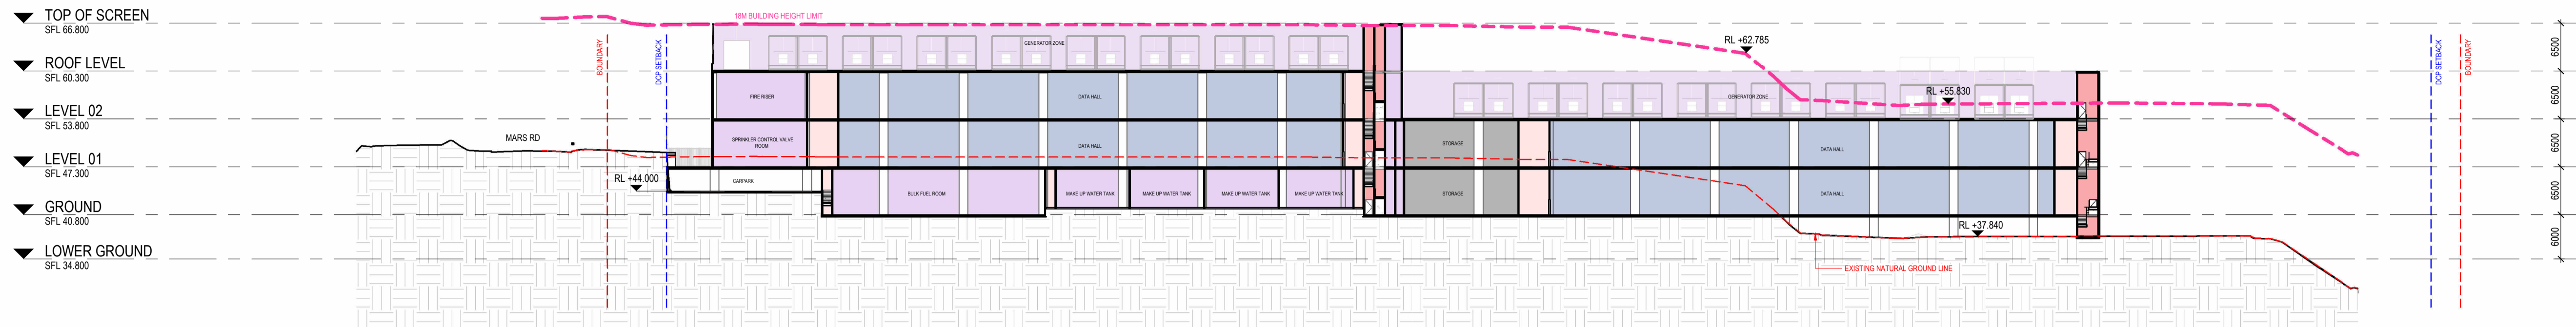 TOP OF SCREEN
SFL 66.800
ROOF LEVEL
SFL 60.300
LEVEL 02
SFL 53.800
LEVEL 01
SFL 47.300
GROUND
SFL 40.800
LOWER GROUND
SFL 34.800
MARS RD
BOUNDARY
DCP SETBACK
RL +44.000
18M BUILDING HEIGHT LIMIT
GENERATOR ZONE
FIRE RISER
DATA HALL
SPRINKLER CONTROL VALVE
ROOM
DATA HALL
CARPARK
BULK FUEL ROOM
MAKE UP WATER TANK
MAKE UP WATER TANK
MAKE UP WATER TANK
MAKE UP WATER TANK
RL +62.785
GENERATOR ZONE
RL +55.830
STORAGE
DATA HALL
STORAGE
DATA HALL
RL +37.840
EXISTING NATURAL GROUND LINE
DCP SETBACK
BOUNDARY
6500
6500
6500
6500
6000